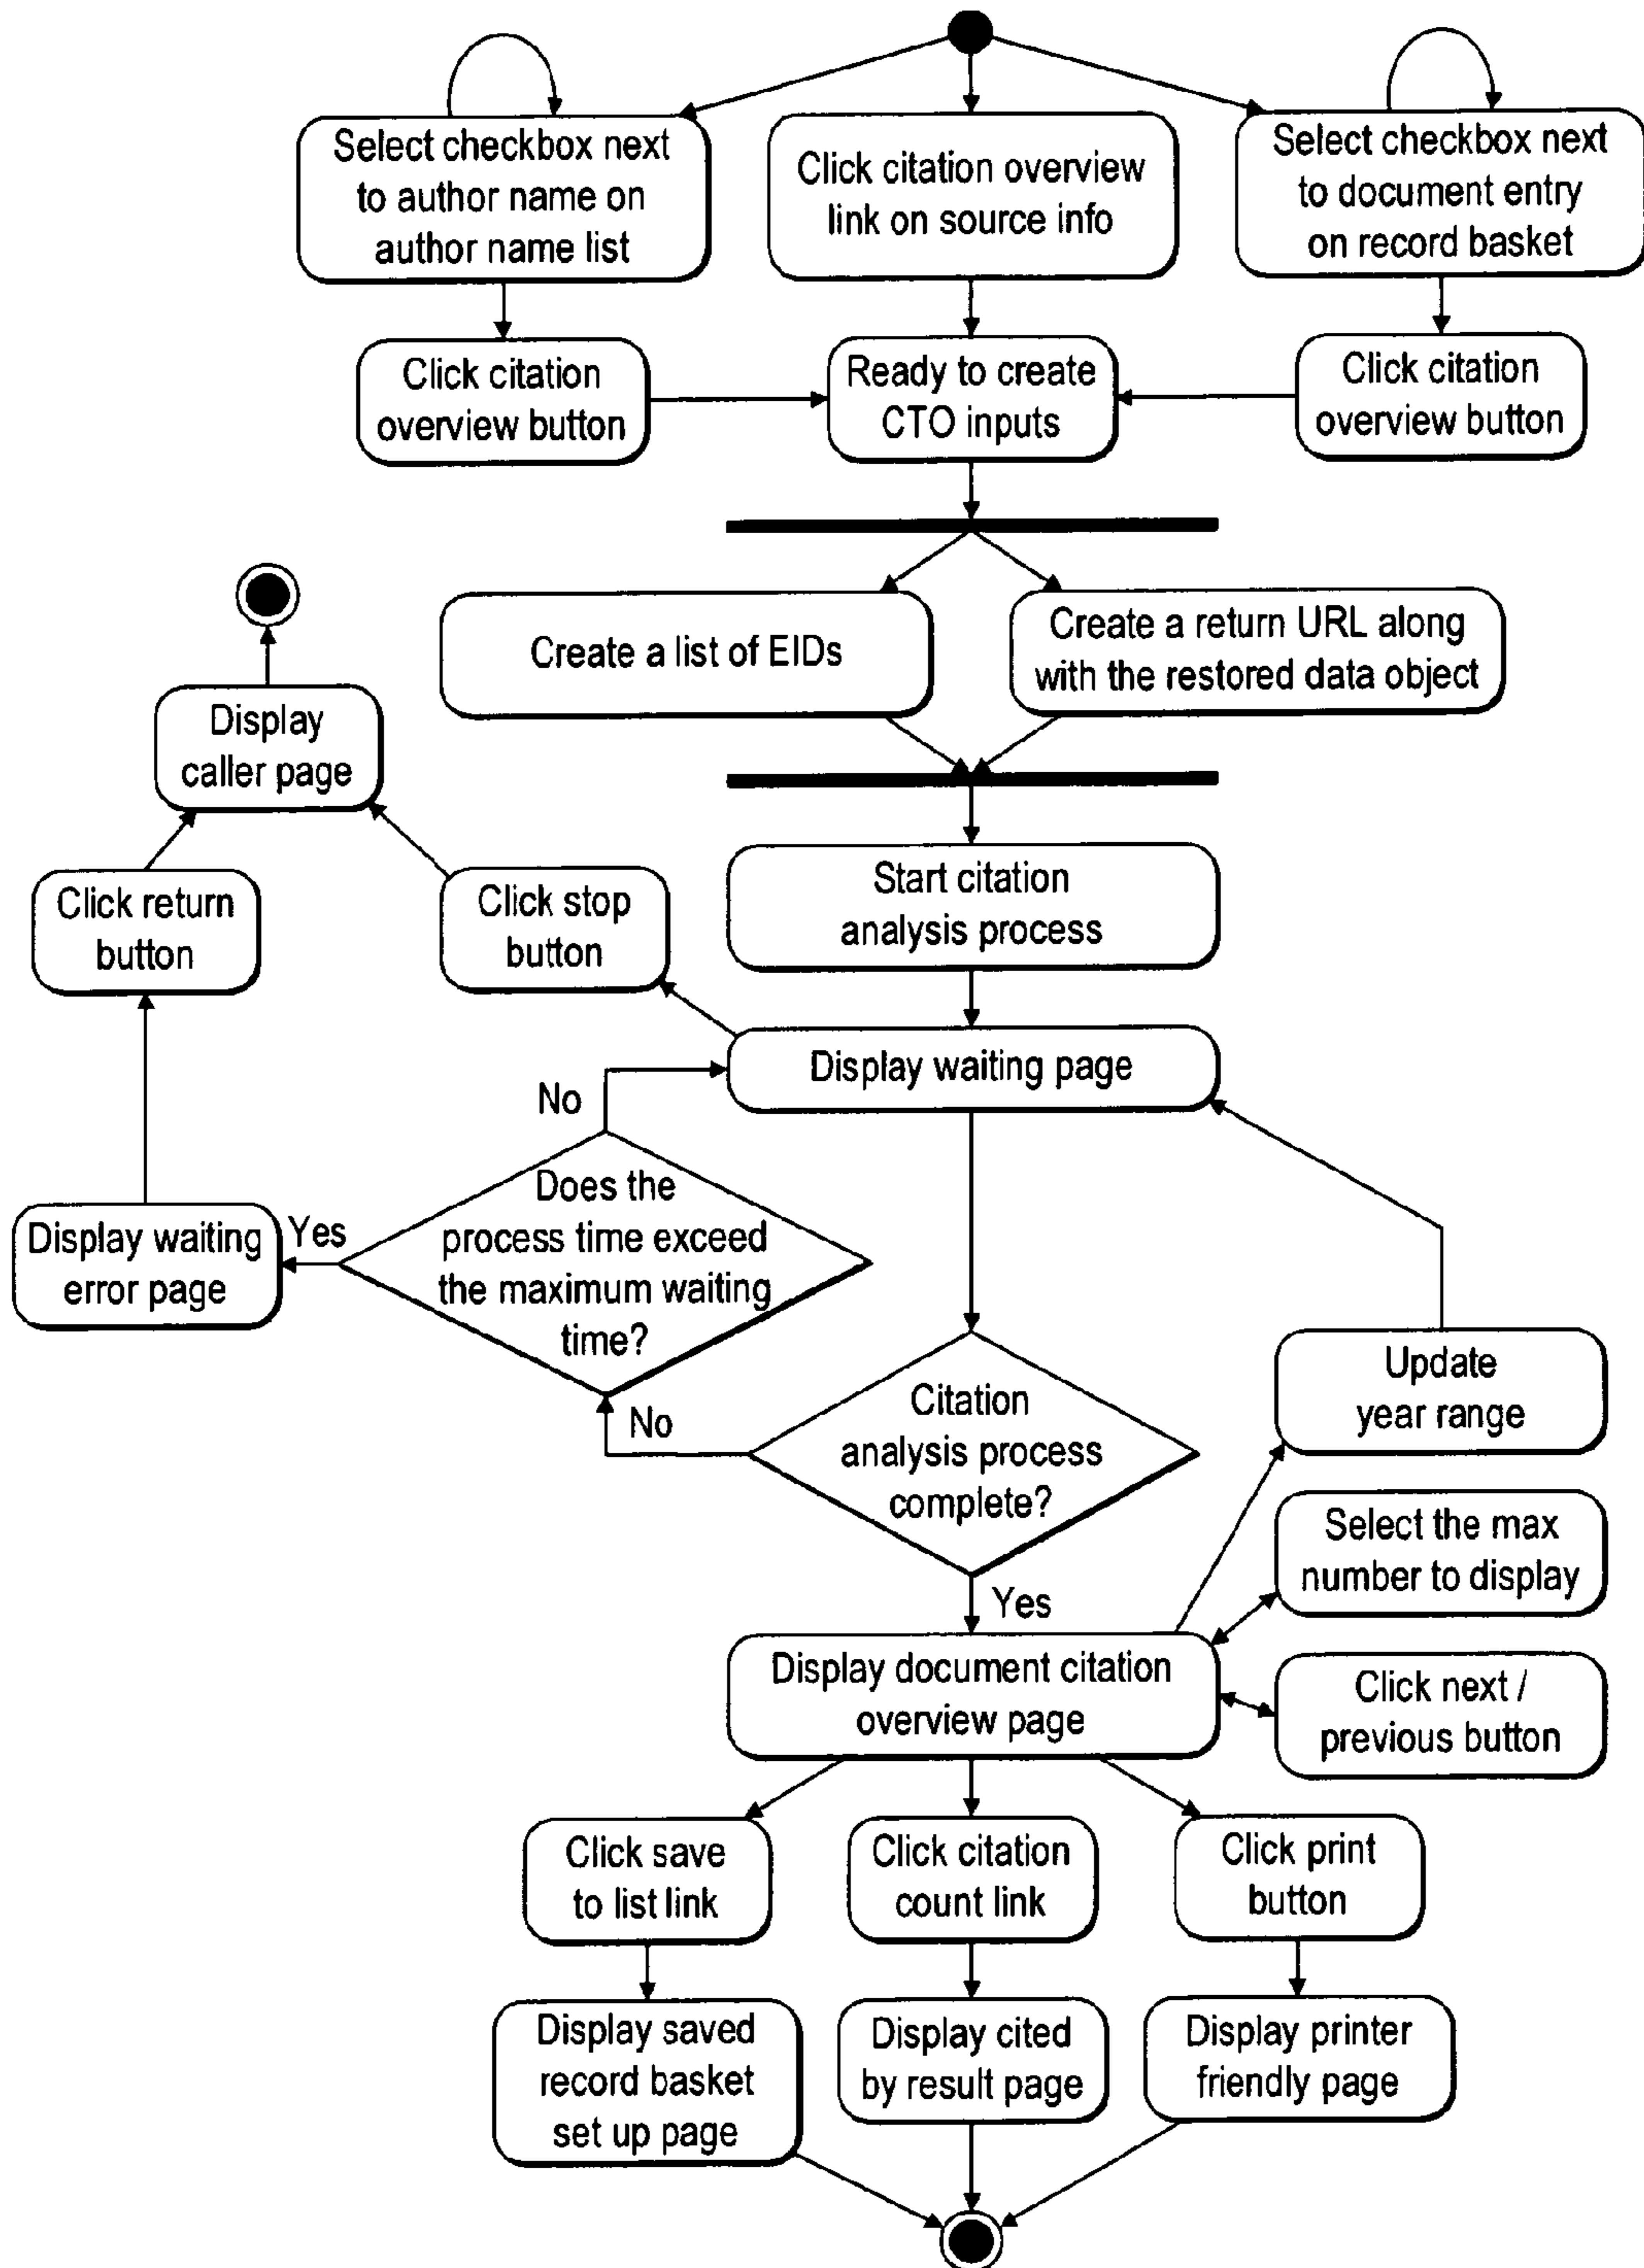 Select checkbox next
to author name on
author name list
Click citation overview
link on source info
Select checkbox next
to document entry
on record basket
Click citation
overview button
Ready to create
CTO inputs
Click citation
overview button
Create a list of EIDs
Create a return URL along
with the restored data object
Display
caller page
Click return
button
Click stop
button
Start citation
analysis process
Display waiting page
No
Does the
process time exceed
the maximum waiting
time?
Yes
Display waiting
error page
No
Citation
analysis process
complete?
Update
year range
Select the max
number to display
Yes
Display document citation
overview page
Click next /
previous button
Click save
to list link
Click citation
count link
Click print
button
Display saved
record basket
set up page
Display cited
by result page
Display printer
friendly page